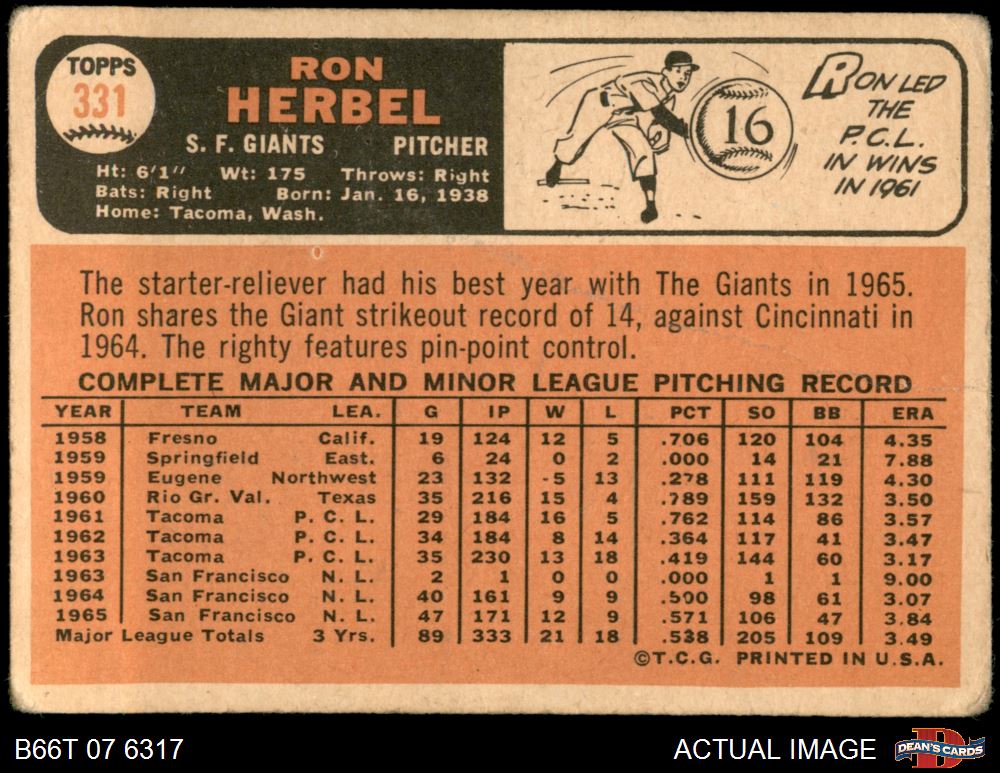 TOPPS
331
RON
HERBEL
S. F. GIANTS PITCHER
Ht: 6'1" Wt: 175 Throws: Right
Bats: Right Born: Jan. 16, 1938
Home: Tacoma, Wash.
16
RON LED
THE
P.C.L.
IN WINS
IN 1961
The starter-reliever had his best year with The Giants in 1965.
Ron shares the Giant strikeout record of 14, against Cincinnati in
1964. The righty features pin-point control.
COMPLETE MAJOR AND MINOR LEAGUE PITCHING RECORD
YEAR TEAM LEA. G IP W L PCT SO BB ERA
1958 Fresno Calif. 19 124 12 5 .706 120 104 4.35
1959 Springfield East. 6 24 0 2 .000 14 21 7.88
1959 Eugene Northwest 23 132 5 13 .278 111 119 4.30
1960 Rio Gr. Val. Texas 35 216 15 4 .789 159 132 3.50
1961 Tacoma P. C. L. 29 184 16 5 .762 114 86 3.57
1962 Tacoma P. C. L. 34 184 8 14 .364 117 41 3.47
1963 Tacoma P. C. L. 35 230 13 18 .419 144 60 3.17
1963 San Francisco N. L. 2 1 0 0 .000 1 1 9.00
1964 San Francisco N. L. 40 161 9 9 .500 98 61 3.07
1965 San Francisco N. L. 47 171 12 9 .571 106 47 3.84
Major League Totals 3 Yrs. 89 333 21 18 .538 205 109 3.49
©T.C.G. PRINTED IN U.S.A.
B66T 07 6317 ACTUAL IMAGE DEAN'S CARDS